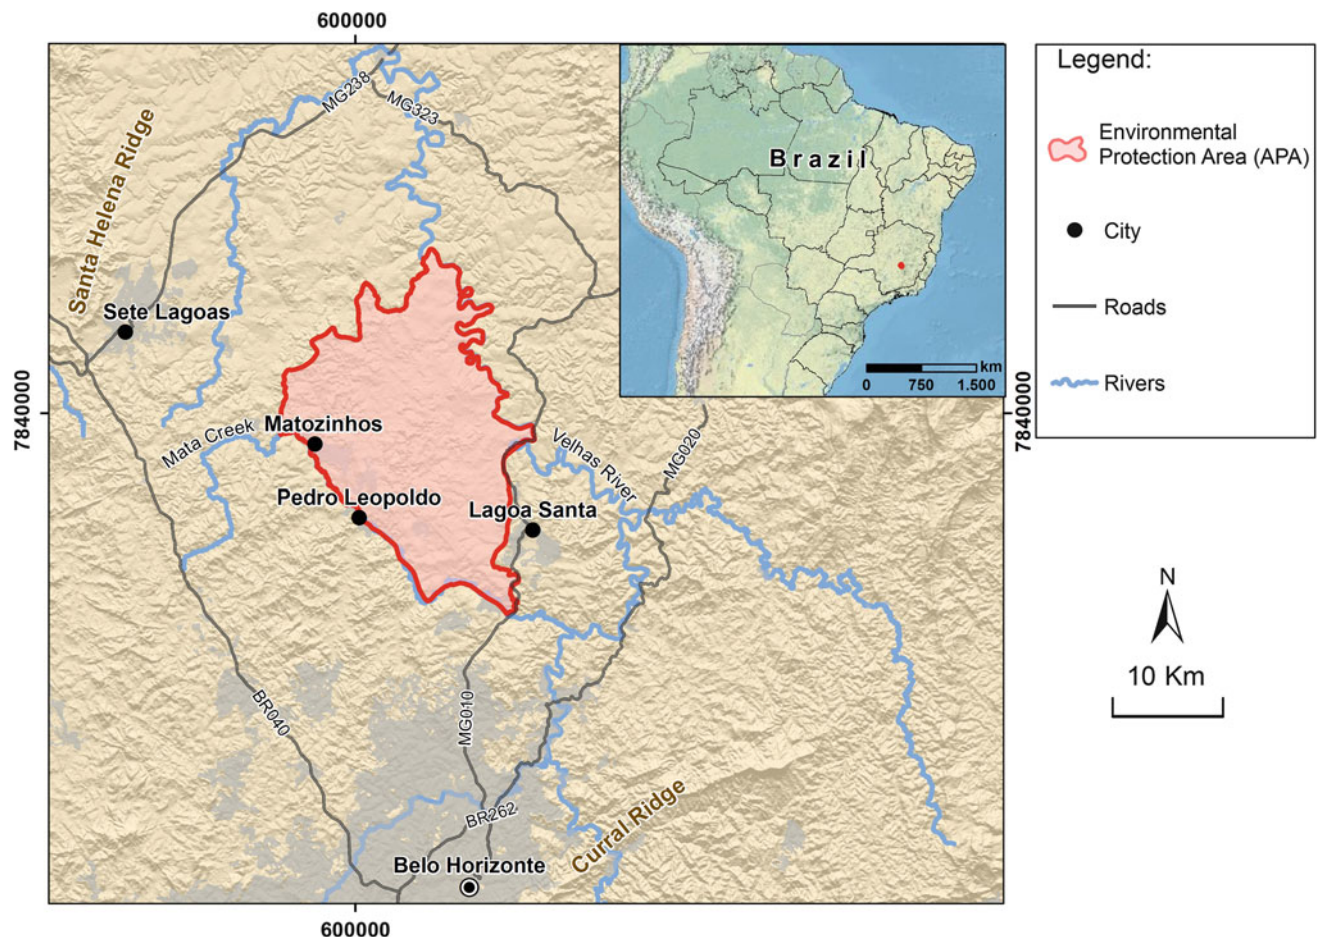 600000
MG238
MG323
Santa Helena Ridge
Sete Lagoas
7840000
Matozinhos
Mata Creek
Pedro Leopoldo
Lagoa Santa
Velhas River
MG020
BR040
MG010
BR262
Curral Ridge
Belo Horizonte
600000
7840000
Brazil
km
0 750 1.500
Legend:
Environmental
Protection Area (APA)
City
Roads
Rivers
N
10 Km